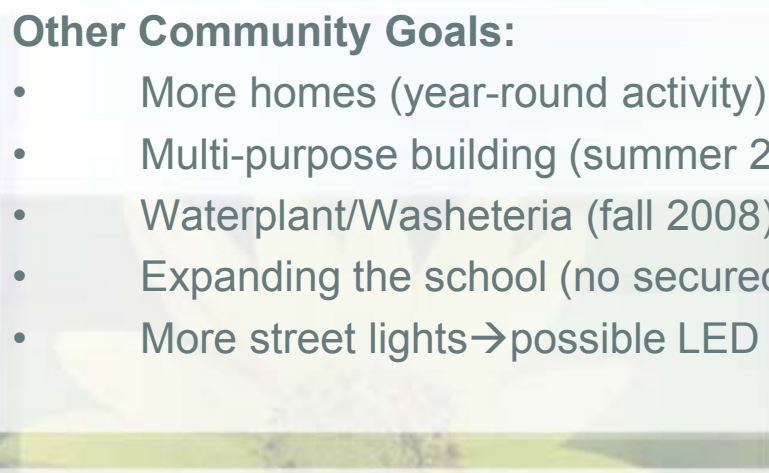 Other Community Goals:
• More homes (year-round activity)
• Multi-purpose building (summer 2
• Waterplant/Washeteria (fall 2008)
• Expanding the school (no secured
• More street lights→possible LED